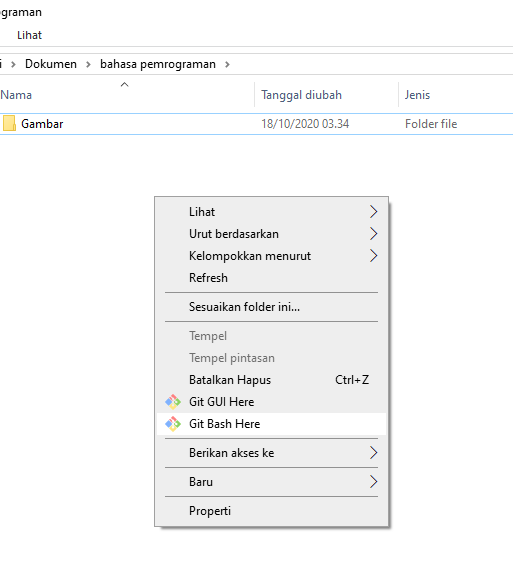 ograman
Lihat
i > Dokumen > bahasa pemrograman >
Nama Tanggal diubah Jenis
Gambar 18/10/2020 03.34 Folder file
Lihat
Urut berdasarkan
Kelompokkan menurut
Refresh
Sesuaikan folder ini...
Tempel
Tempel pintasan
Batalkan Hapus Ctrl+Z
Git GUI Here
Git Bash Here
Berikan akses ke
Baru
Properti